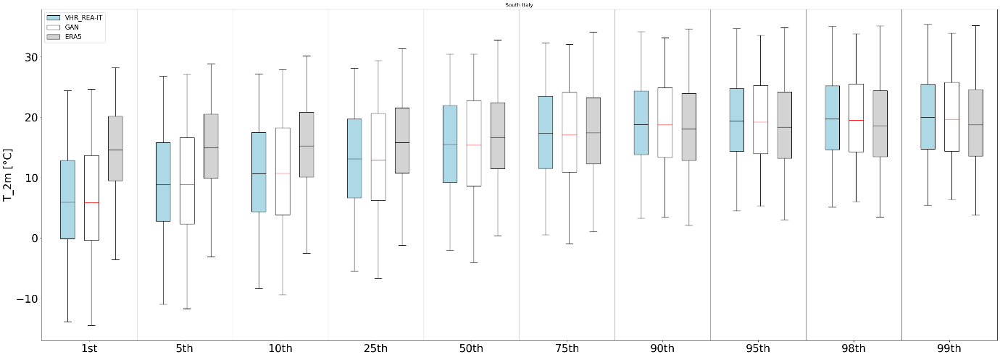 South Italy
VHR_REA-IT
GAN
ERA5
T_2m [°C]
30
20
10
0
−10
1st 5th 10th 25th 50th 75th 90th 95th 98th 99th